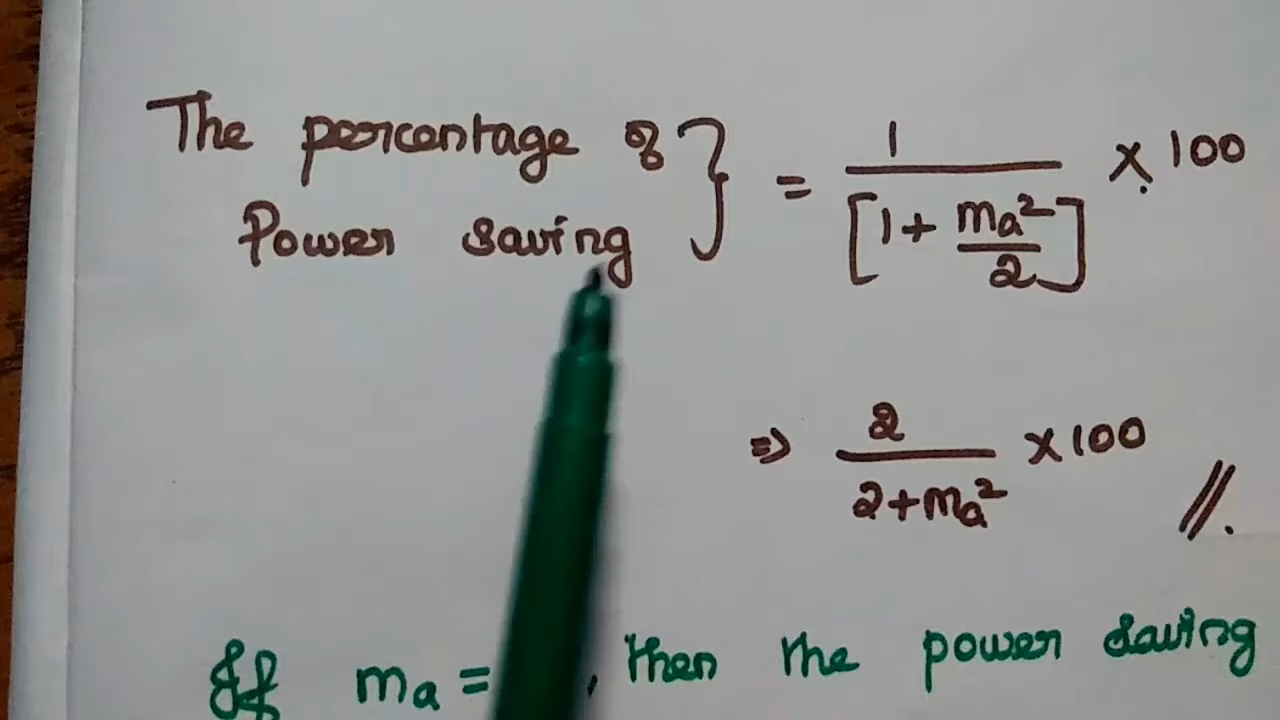 The percentage of } = 1 / [1 + ma²/2] × 100
Power saving
⇒ 2 / 2+ma² × 100 //.
If ma = , then the power saving